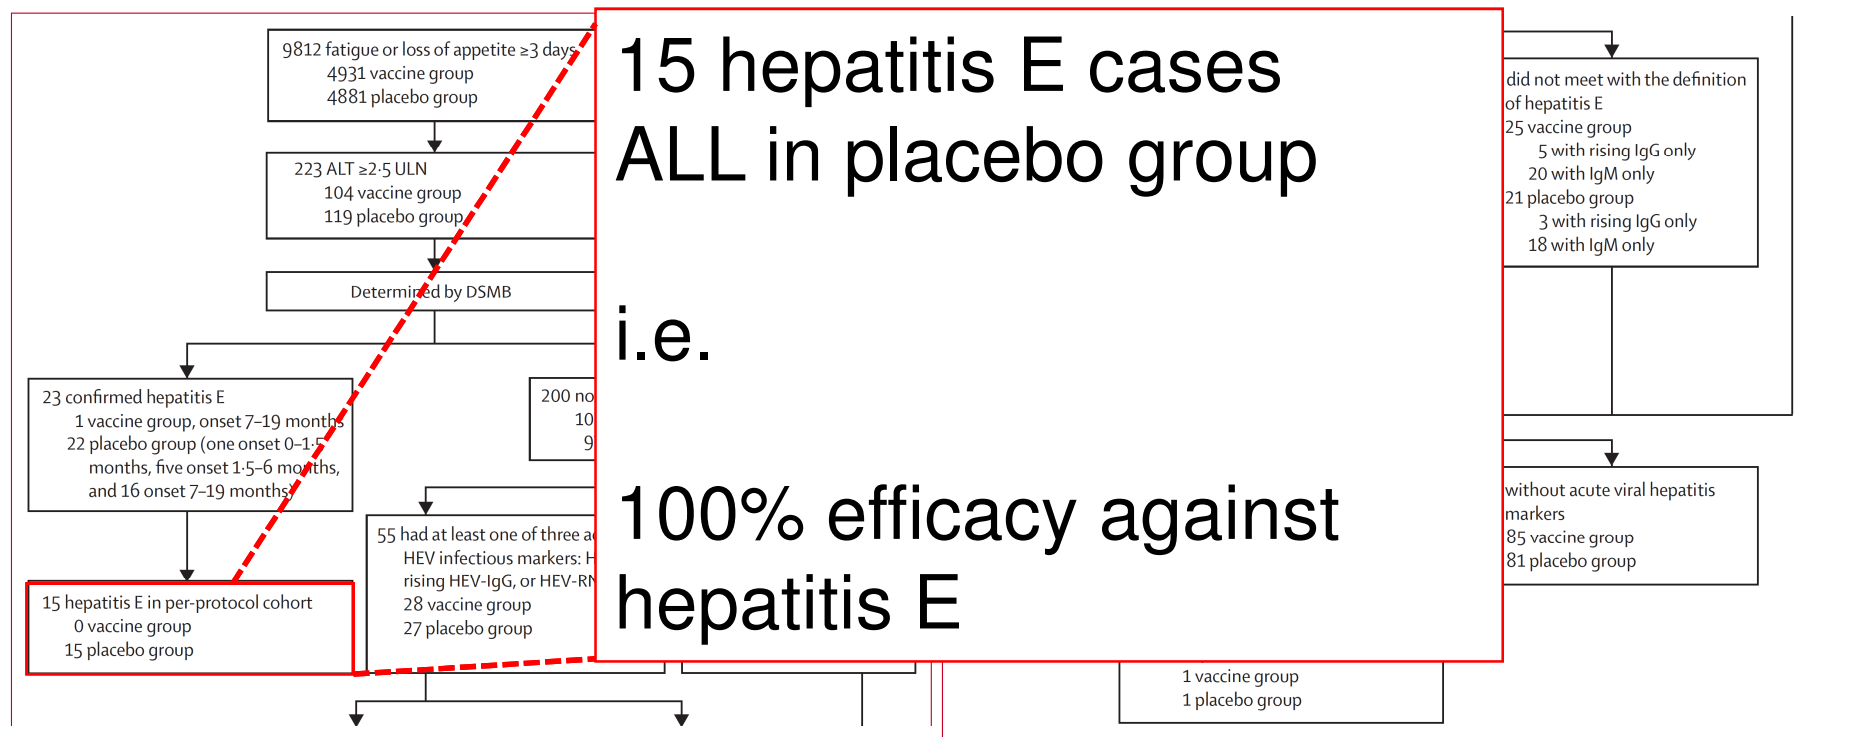 9812 fatigue or loss of appetite ≥3 days
4931 vaccine group
4881 placebo group
223 ALT ≥2·5 ULN
104 vaccine group
119 placebo group
Determined by DSMB
23 confirmed hepatitis E
1 vaccine group, onset 7–19 months
22 placebo group (one onset 0–1·5
months, five onset 1·5–6 months,
and 16 onset 7–19 months)
15 hepatitis E in per-protocol cohort
0 vaccine group
15 placebo group
200 no
10
9
55 had at least one of three
HEV infectious markers:
rising HEV-IgG, or
28 vaccine group
27 placebo group
15 hepatitis E cases
ALL in placebo group
i.e.
100% efficacy against
hepatitis E
did not meet with the definition
of hepatitis E
25 vaccine group
5 with rising IgG only
20 with IgM only
21 placebo group
3 with rising IgG only
18 with IgM only
without acute viral hepatitis
markers
85 vaccine group
81 placebo group
1 vaccine group
1 placebo group